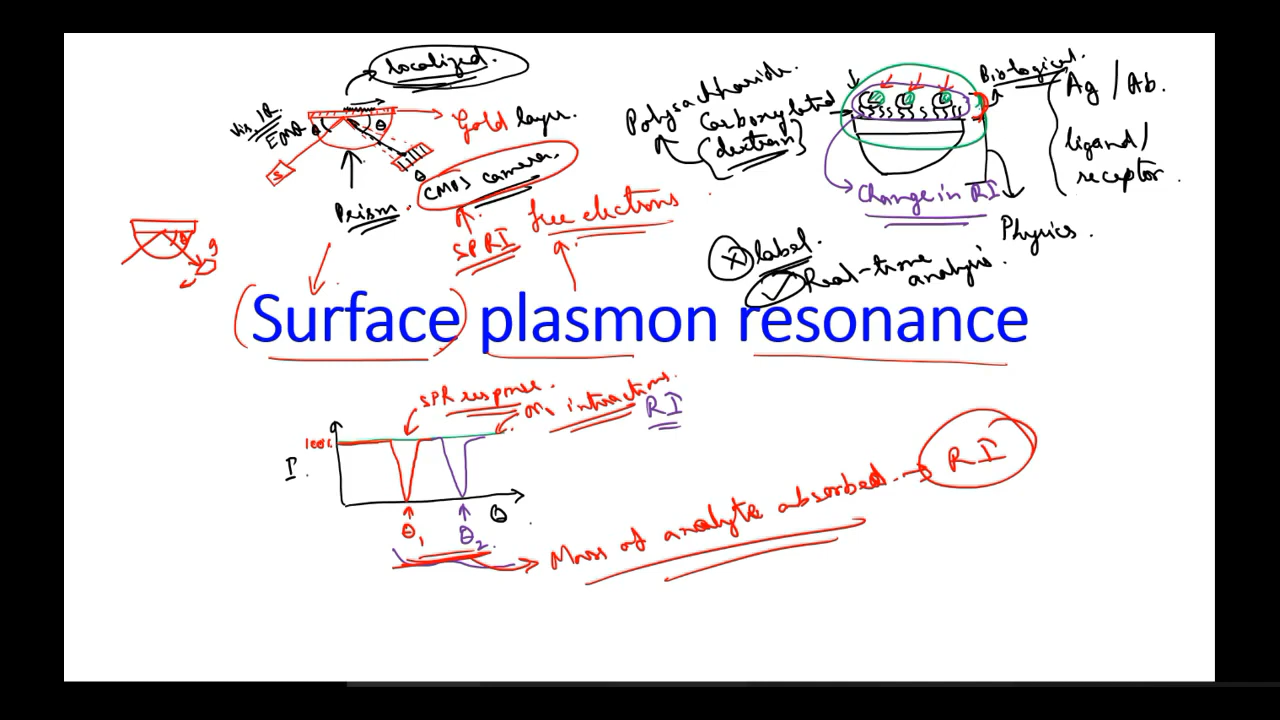 localized.
Vis, IR
EMR
θ
θ
S
Gold layer.
θ
CMOS camera.
Prism.
SPRI
free electrons
θ
Polysaccharide.
Carboxylated
{dextran}
Biological.
Ag / Ab.
ligand/
receptor.
Change in RI
Physics.
X label.
✓ Real-time
analysis.
(Surface) plasmon resonance
SPR response.
interactions.
RI
100%
I.
θ
θ1
θ2
Mass of analyte absorbed. → RI